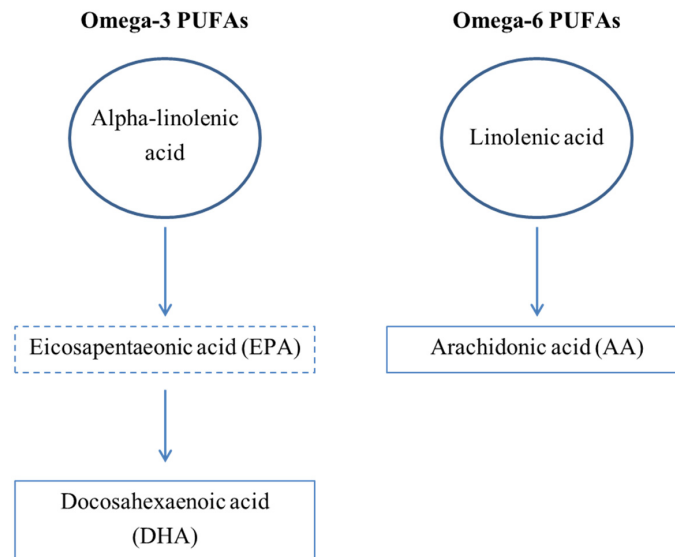 Omega-3 PUFAs
Omega-6 PUFAs
Alpha-linolenic
acid
Linolenic acid
Eicosapentaeonic acid (EPA)
Arachidonic acid (AA)
Docosahexaenoic acid
(DHA)